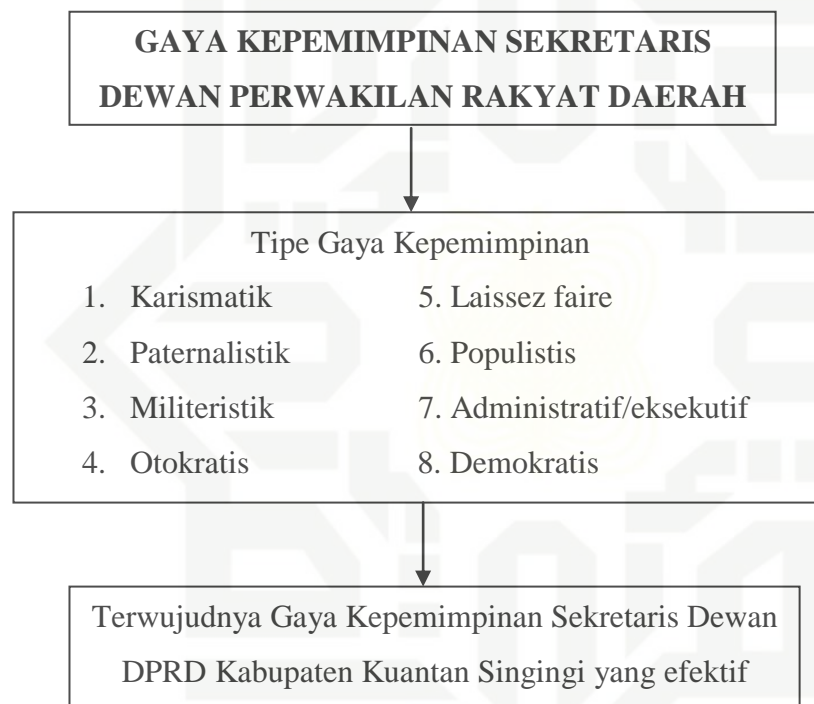 GAYA KEPEMIMPINAN SEKRETARIS
DEWAN PERWAKILAN RAKYAT DAERAH
Tipe Gaya Kepemimpinan
1. Karismatik 5. Laissez faire
2. Paternalistik 6. Populistis
3. Militeristik 7. Administratif/eksekutif
4. Otokratis 8. Demokratis
Terwujudnya Gaya Kepemimpinan Sekretaris Dewan
DPRD Kabupaten Kuantan Singingi yang efektif